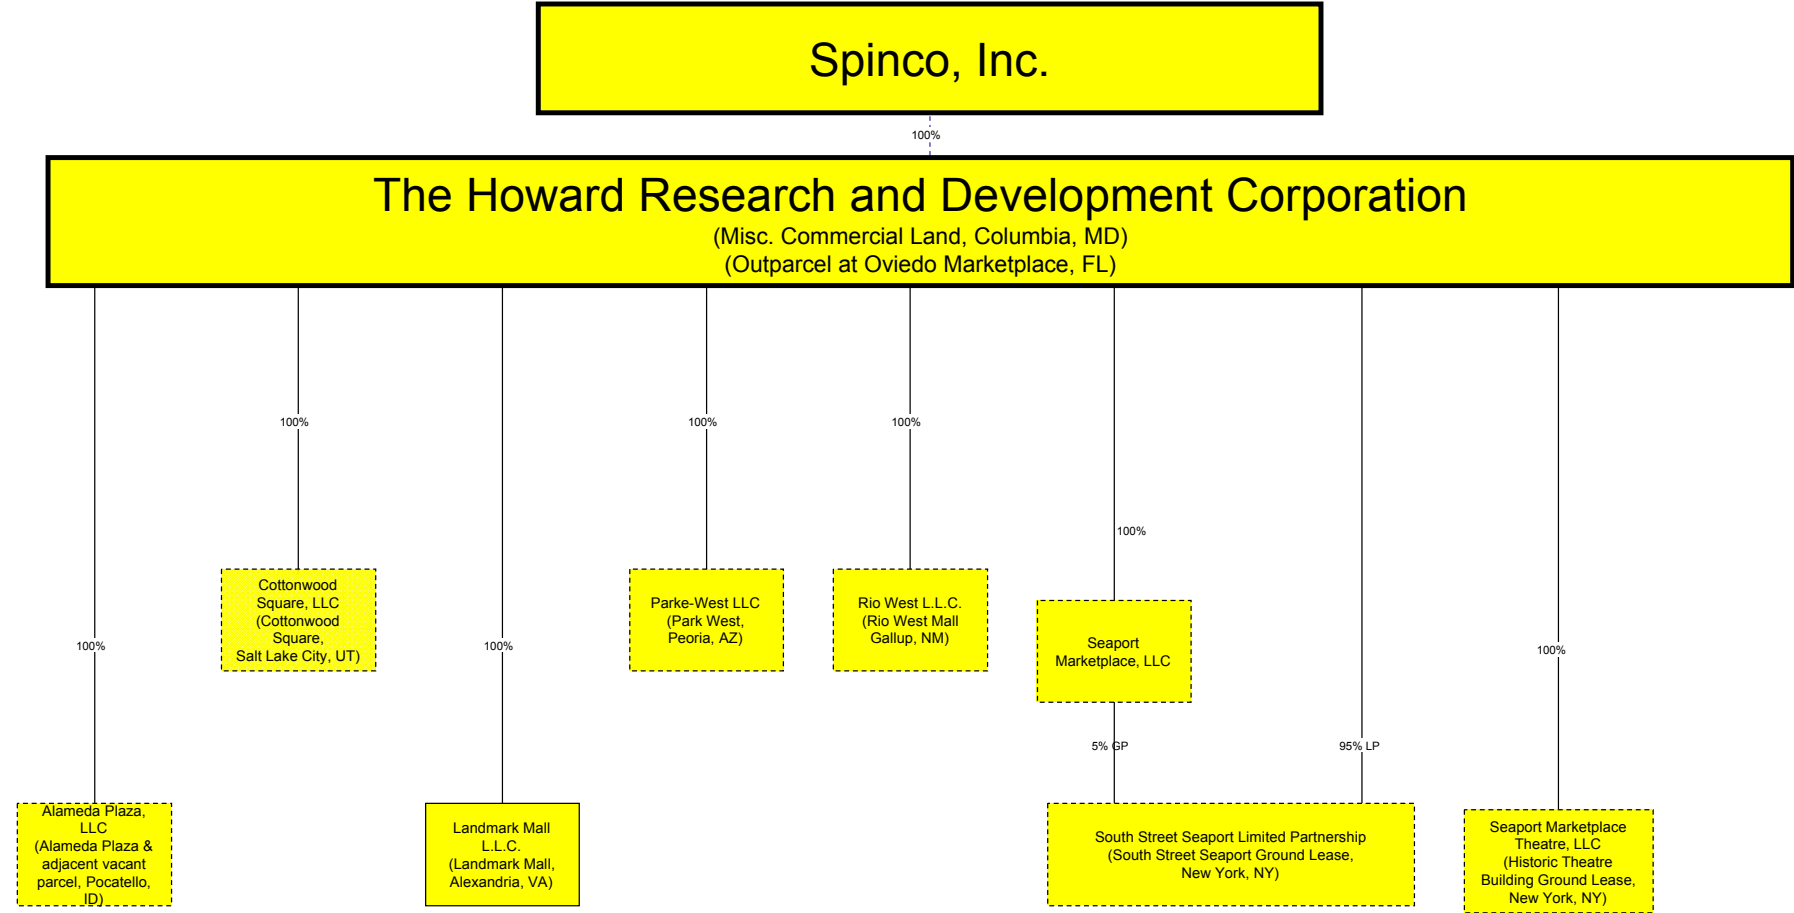 Spinco, Inc.
100%
The Howard Research and Development Corporation
(Misc. Commercial Land, Columbia, MD)
(Outparcel at Oviedo Marketplace, FL)
100%
100%
100%
100%
Cottonwood
Square, LLC
(Cottonwood
Square,
Salt Lake City, UT)
Parke-West LLC
(Park West,
Peoria, AZ)
Rio West L.L.C.
(Rio West Mall
Gallup, NM)
Seaport
Marketplace, LLC
100%
100%
100%
5% GP
95% LP
Alameda Plaza,
LLC
(Alameda Plaza &
adjacent vacant
parcel, Pocatello,
ID)
Landmark Mall
L.L.C.
(Landmark Mall,
Alexandria, VA)
South Street Seaport Limited Partnership
(South Street Seaport Ground Lease,
New York, NY)
Seaport Marketplace
Theatre, LLC
(Historic Theatre
Building Ground Lease,
New York, NY)